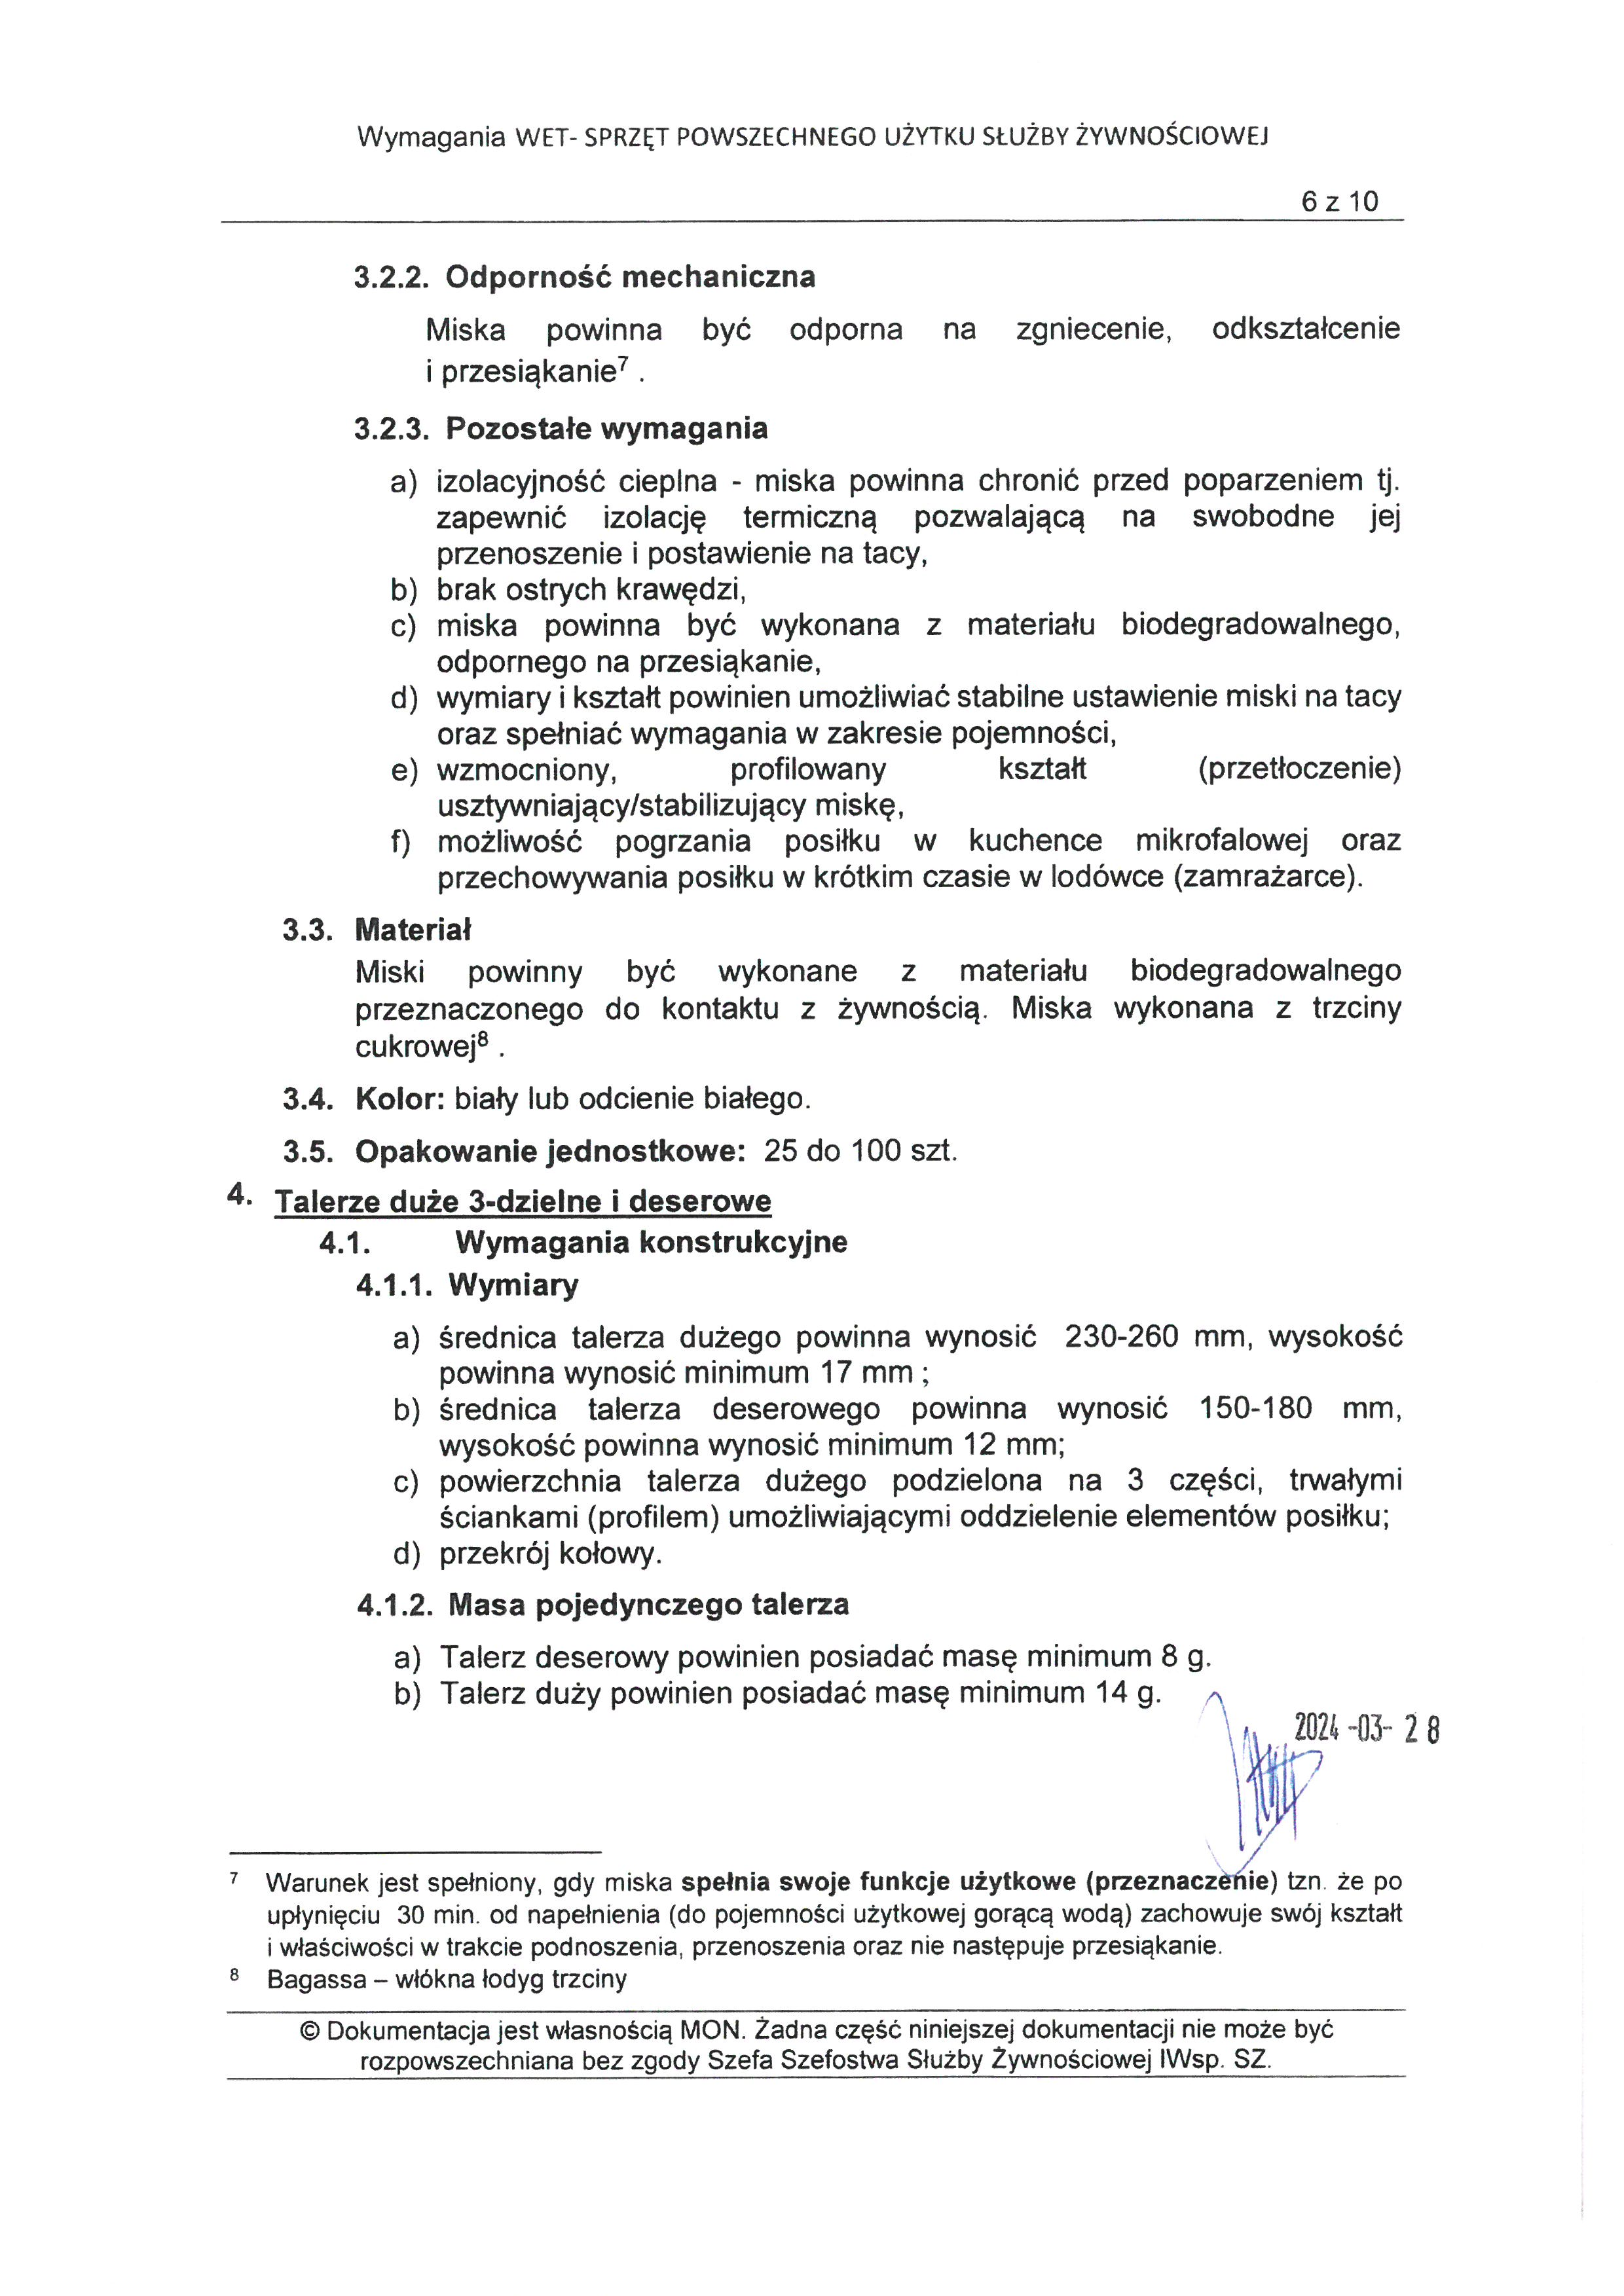 Wymagania WET- SPRZĘT POWSZECHNEGO UŻYTKU SŁUŻBY ŻYWNOŚCIOWEJ
6 z 10
3.2.2. Odporność mechaniczna
Miska powinna być odporna na zgniecenie, odkształcenie
i przesiąkanie⁷ .
3.2.3. Pozostałe wymagania
a) izolacyjność cieplna - miska powinna chronić przed poparzeniem tj.
zapewnić izolację termiczną pozwalającą na swobodne jej
przenoszenie i postawienie na tacy,
b) brak ostrych krawędzi,
c) miska powinna być wykonana z materiału biodegradowalnego,
odpornego na przesiąkanie,
d) wymiary i kształt powinien umożliwiać stabilne ustawienie miski na tacy
oraz spełniać wymagania w zakresie pojemności,
e) wzmocniony, profilowany kształt (przetłoczenie)
usztywniający/stabilizujący miskę,
f) możliwość pogrzania posiłku w kuchence mikrofalowej oraz
przechowywania posiłku w krótkim czasie w lodówce (zamrażarce).
3.3. Materiał
Miski powinny być wykonane z materiału biodegradowalnego
przeznaczonego do kontaktu z żywnością. Miska wykonana z trzciny
cukrowej⁸ .
3.4. Kolor: biały lub odcienie białego.
3.5. Opakowanie jednostkowe: 25 do 100 szt.
4. Talerze duże 3-dzielne i deserowe
4.1. Wymagania konstrukcyjne
4.1.1. Wymiary
a) średnica talerza dużego powinna wynosić 230-260 mm, wysokość
powinna wynosić minimum 17 mm ;
b) średnica talerza deserowego powinna wynosić 150-180 mm,
wysokość powinna wynosić minimum 12 mm;
c) powierzchnia talerza dużego podzielona na 3 części, trwałymi
ściankami (profilem) umożliwiającymi oddzielenie elementów posiłku;
d) przekrój kołowy.
4.1.2. Masa pojedynczego talerza
a) Talerz deserowy powinien posiadać masę minimum 8 g.
b) Talerz duży powinien posiadać masę minimum 14 g.
2024 -03- 2 8
⁷ Warunek jest spełniony, gdy miska spełnia swoje funkcje użytkowe (przeznaczenie) tzn. że po
upłynięciu 30 min. od napełnienia (do pojemności użytkowej gorącą wodą) zachowuje swój kształt
i właściwości w trakcie podnoszenia, przenoszenia oraz nie następuje przesiąkanie.
⁸ Bagassa – włókna łodyg trzciny
© Dokumentacja jest własnością MON. Żadna część niniejszej dokumentacji nie może być
rozpowszechniana bez zgody Szefa Szefostwa Służby Żywnościowej IWsp. SZ.